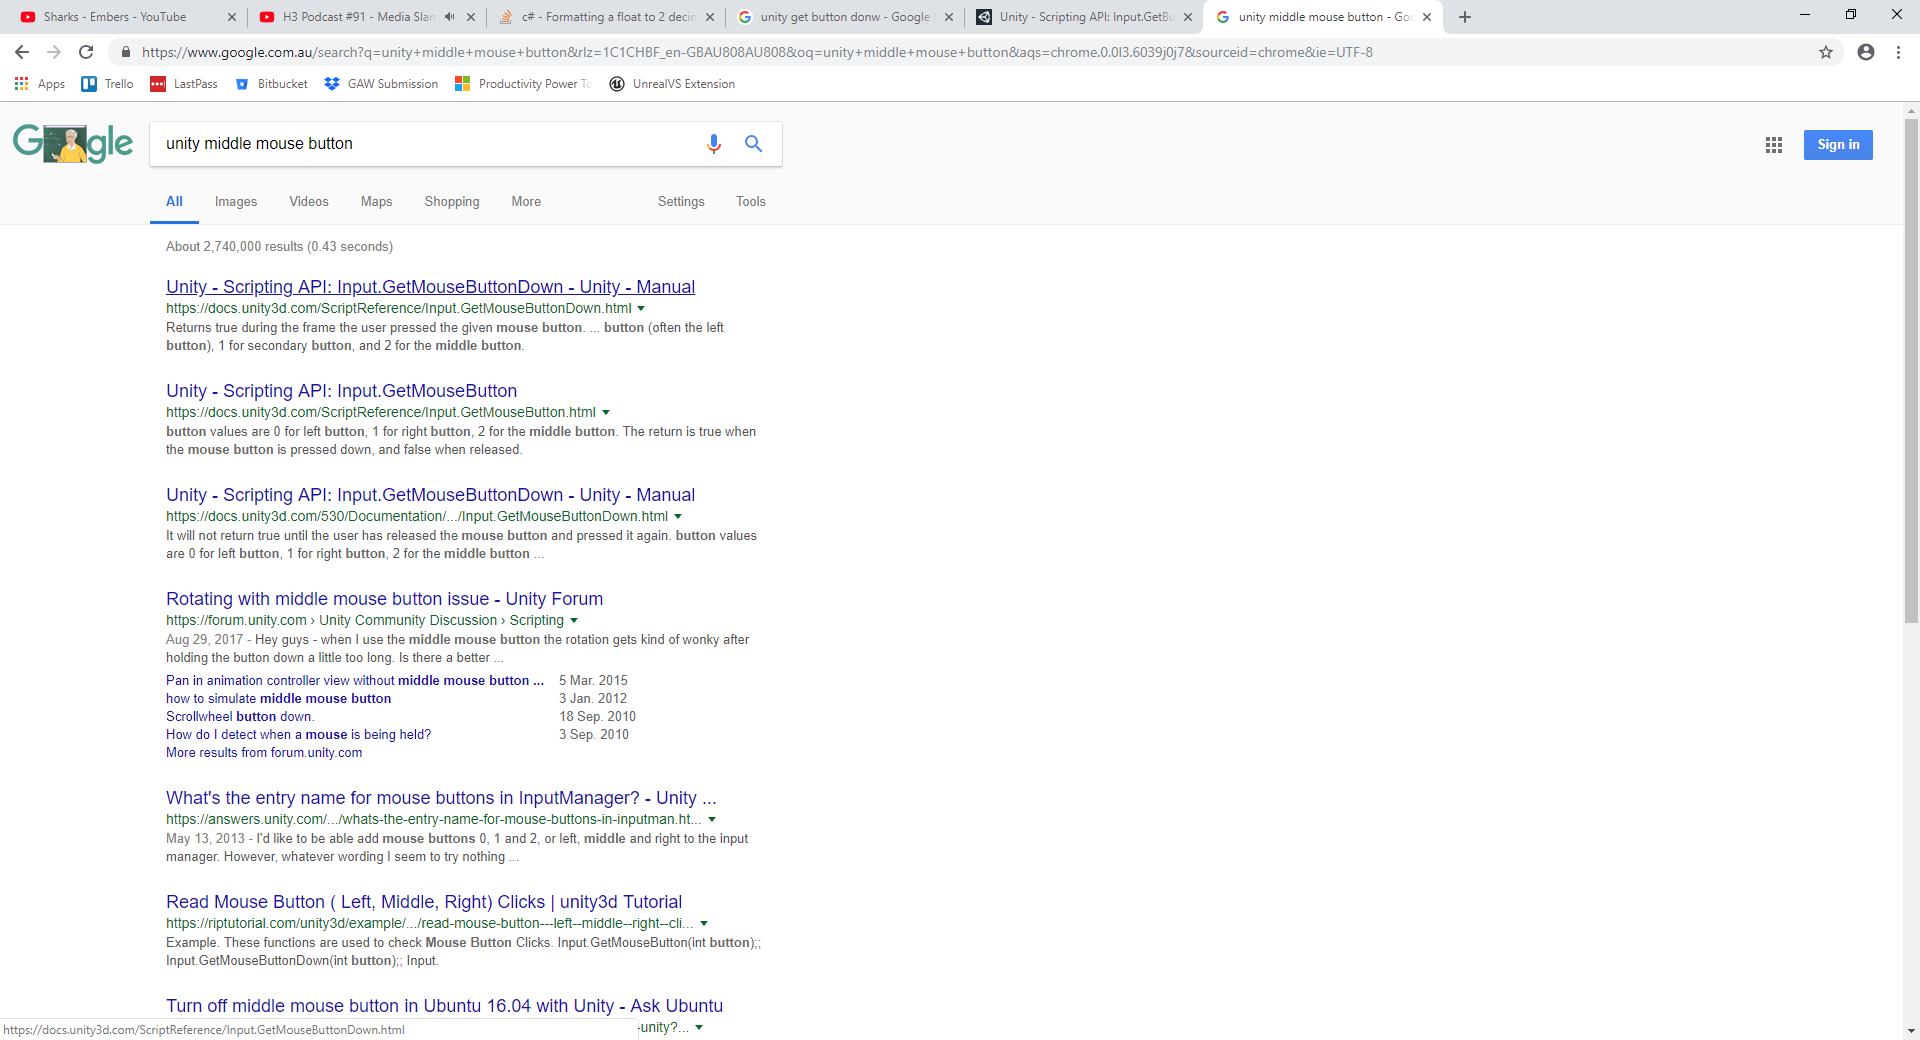 Sharks - Embers - YouTube
H3 Podcast #91 - Media Slan
c# - Formatting a float to 2 decin
unity get button donw - Google
Unity - Scripting API: Input.GetBu
unity middle mouse button - Goo
https://www.google.com.au/search?q=unity+middle+mouse+button&rlz=1C1CHBF_en-GBAU808AU808&oq=unity+middle+mouse+button&aqs=chrome.0.0l3.6039j0j7&sourceid=chrome&ie=UTF-8
Apps
Trello
LastPass
Bitbucket
GAW Submission
Productivity Power To
UnrealVS Extension
Google
unity middle mouse button
Sign in
All
Images
Videos
Maps
Shopping
More
Settings
Tools
About 2,740,000 results (0.43 seconds)
Unity - Scripting API: Input.GetMouseButtonDown - Unity - Manual
https://docs.unity3d.com/ScriptReference/Input.GetMouseButtonDown.html
Returns true during the frame the user pressed the given mouse button. ... button (often the left
button), 1 for secondary button, and 2 for the middle button.
Unity - Scripting API: Input.GetMouseButton
https://docs.unity3d.com/ScriptReference/Input.GetMouseButton.html
button values are 0 for left button, 1 for right button, 2 for the middle button. The return is true when
the mouse button is pressed down, and false when released.
Unity - Scripting API: Input.GetMouseButtonDown - Unity - Manual
https://docs.unity3d.com/530/Documentation/.../Input.GetMouseButtonDown.html
It will not return true until the user has released the mouse button and pressed it again. button values
are 0 for left button, 1 for right button, 2 for the middle button ...
Rotating with middle mouse button issue - Unity Forum
https://forum.unity.com › Unity Community Discussion › Scripting
Aug 29, 2017 - Hey guys - when I use the middle mouse button the rotation gets kind of wonky after
holding the button down a little too long. Is there a better ...
Pan in animation controller view without middle mouse button ... 5 Mar. 2015
how to simulate middle mouse button 3 Jan. 2012
Scrollwheel button down. 18 Sep. 2010
How do I detect when a mouse is being held? 3 Sep. 2010
More results from forum.unity.com
What's the entry name for mouse buttons in InputManager? - Unity ...
https://answers.unity.com/.../whats-the-entry-name-for-mouse-buttons-in-inputman.ht...
May 13, 2013 - I'd like to be able add mouse buttons 0, 1 and 2, or left, middle and right to the input
manager. However, whatever wording I seem to try nothing ...
Read Mouse Button ( Left, Middle, Right) Clicks | unity3d Tutorial
https://riptutorial.com/unity3d/example/.../read-mouse-button---left--middle--right--cli...
Example. These functions are used to check Mouse Button Clicks. Input.GetMouseButton(int button);;
Input.GetMouseButtonDown(int button);; Input.
Turn off middle mouse button in Ubuntu 16.04 with Unity - Ask Ubuntu
-unity?...
https://docs.unity3d.com/ScriptReference/Input.GetMouseButtonDown.html